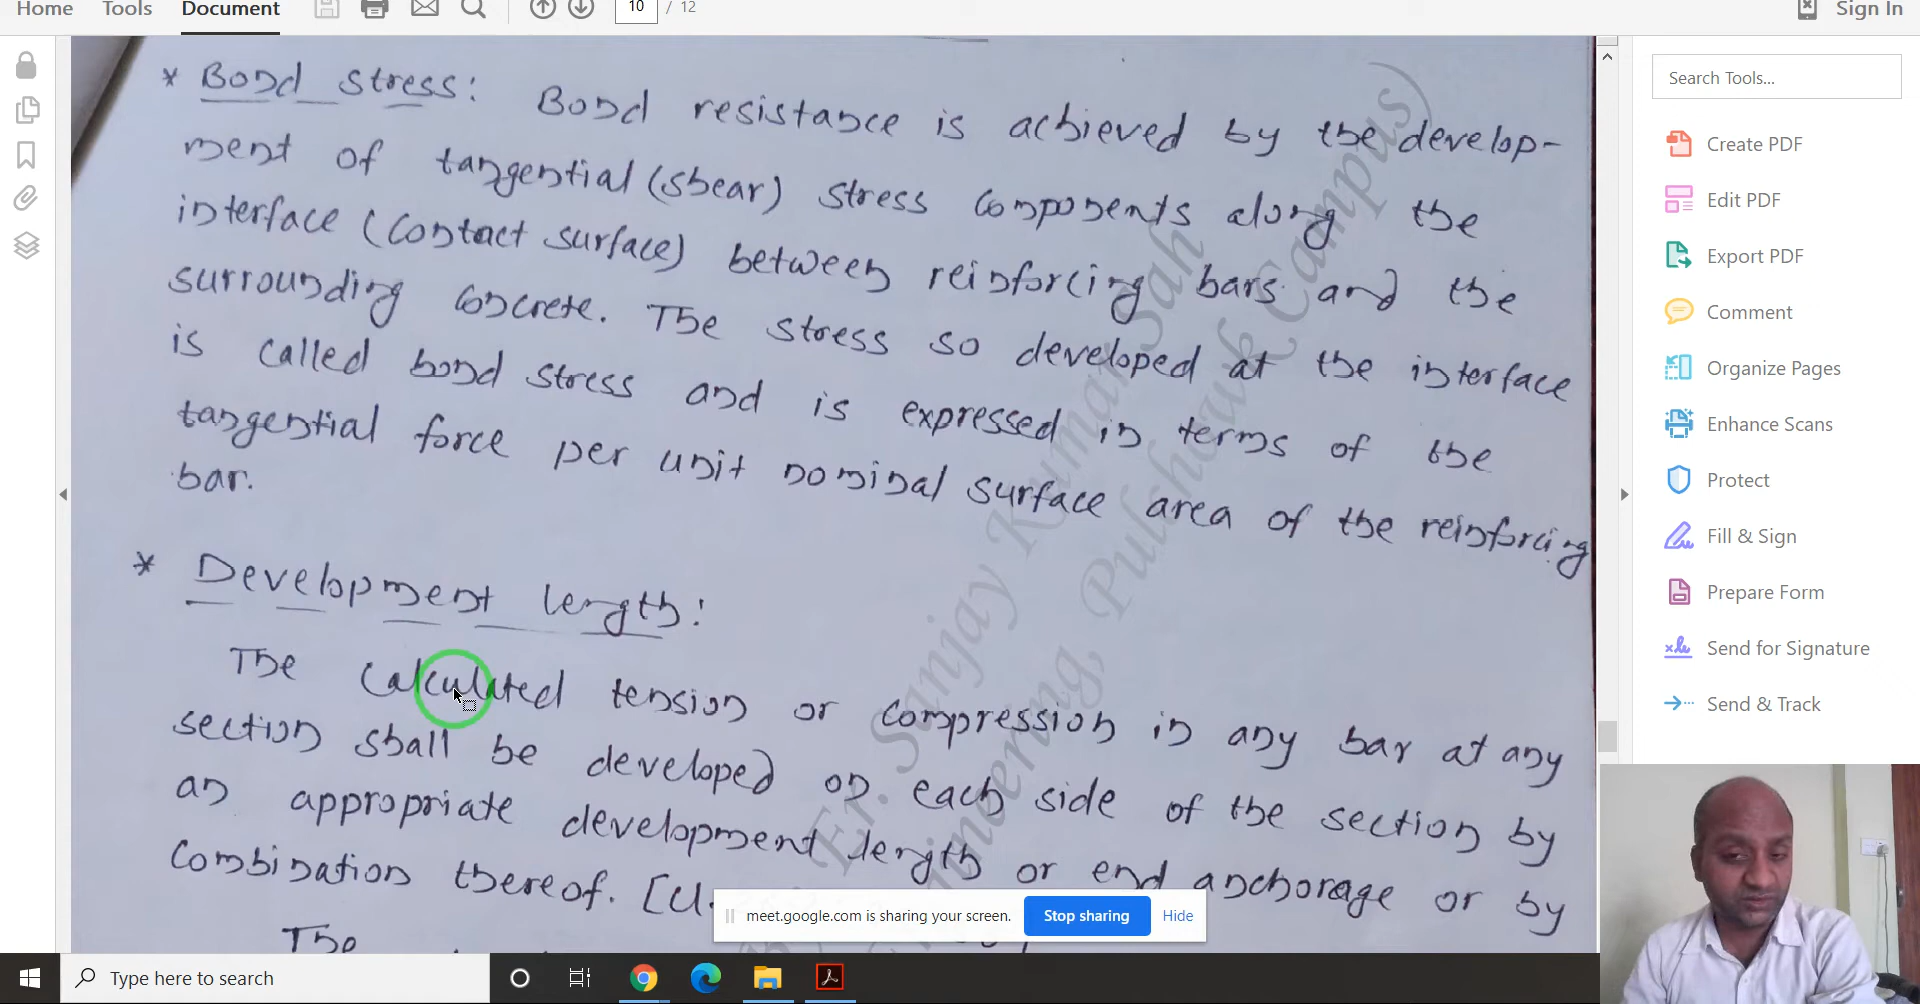 Home Tools Document 10 / 12 Sign In
Search Tools...
Create PDF
Edit PDF
Export PDF
Comment
Organize Pages
Enhance Scans
Protect
Fill & Sign
Prepare Form
Send for Signature
Send & Track
* Bond stress: Bond resistance is achieved by the develop-
ment of tangential (shear) stress components along the
interface (contact surface) between reinforcing bars and the
surrounding concrete. The stress so developed at the interface
is called bond stress and is expressed in terms of the
tangential force per unit nominal surface area of the reinforcing
bar.
* Development length:
The calculated tension or compression in any bar at any
section shall be developed on each side of the section by
an appropriate development length or end anchorage or by
combination thereof. [
The
Er. Sanjay Kumar Sah
Pulchowk Campus)
meet.google.com is sharing your screen. Stop sharing Hide
Type here to search